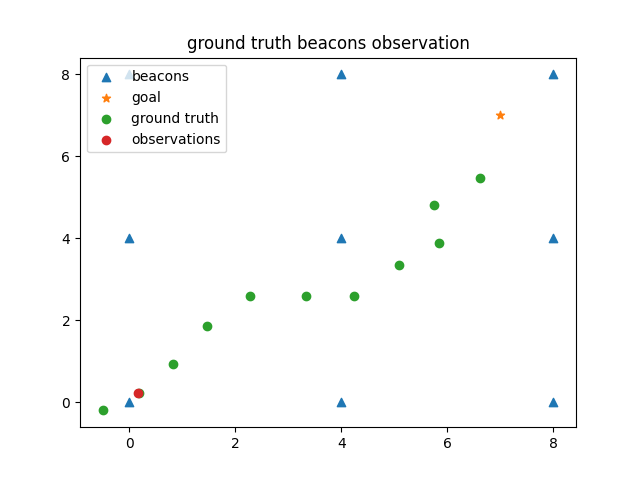 ground truth beacons observation
beacons
goal
ground truth
observations
8
6
4
2
0
0 2 4 6 8